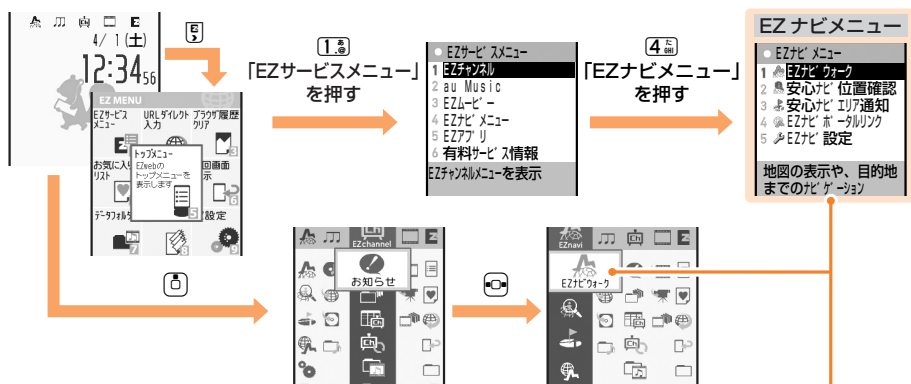 4/ 1(土)
12:34 56
EZ MENU
EZサービス
メニュー
URLダイレクト
入力
ブラウザ履歴
クリア
お気に入り
リスト
回画面
示
トップメニュー
EZwebの
トップメニューを
表示します
5
6
データフォルダ
設定
7
8
9
1
「EZサービスメニュー」
を押す
EZサービスメニュー
1 EZチャンネル
2 au Music
3 EZムービー
4 EZナビメニュー
5 EZアプリ
6 有料サービス情報
EZチャンネルメニューを表示
4
「EZナビメニュー」
を押す
EZナビメニュー
EZナビメニュー
1 EZナビウォーク
2 安心ナビ位置確認
3 安心ナビエリア通知
4 EZナビポータルリンク
5 EZナビ設定
地図の表示や、目的地
までのナビゲーション
EZchannel
お知らせ
EZnavi
EZナビウォーク